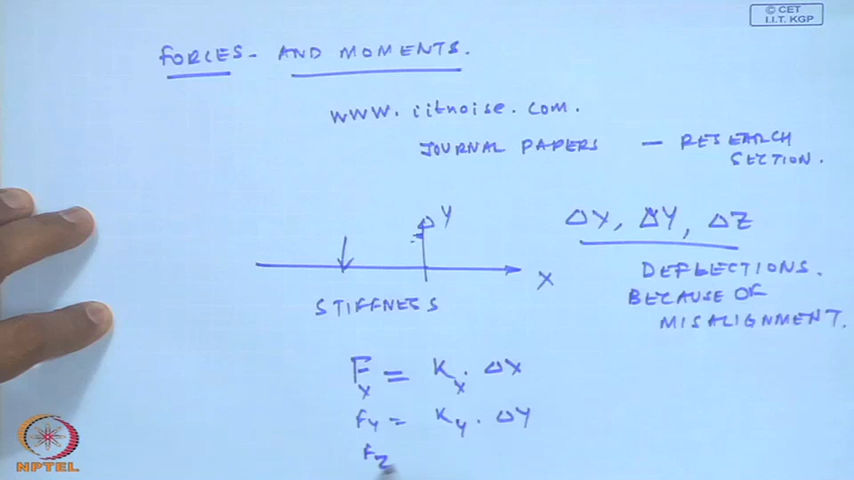 © CET
I.I.T. KGP
FORCES - AND MOMENTS.
www.iitnoise.com.
JOURNAL PAPERS — RESEARCH
SECTION.
Y
ΔX, ΔY, ΔZ
X
DEFLECTIONS.
STIFFNESS
BECAUSE OF
MISALIGNMENT.
Fx = Kx · ΔX
Fy = Ky · ΔY
Fz
NPTEL